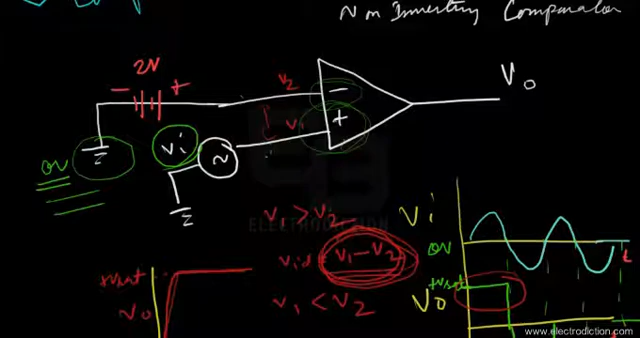 Non Inverting Comparator
2V
- +
V2
-
V1
+
Vo
Vi
~
0V
ELECTRODICTION
V1 > V2
Vid = V1 - V2
V1 < V2
+Vsat
Vo
Vi
0V
t
+Vsat
Vo
www.electrodiction.com